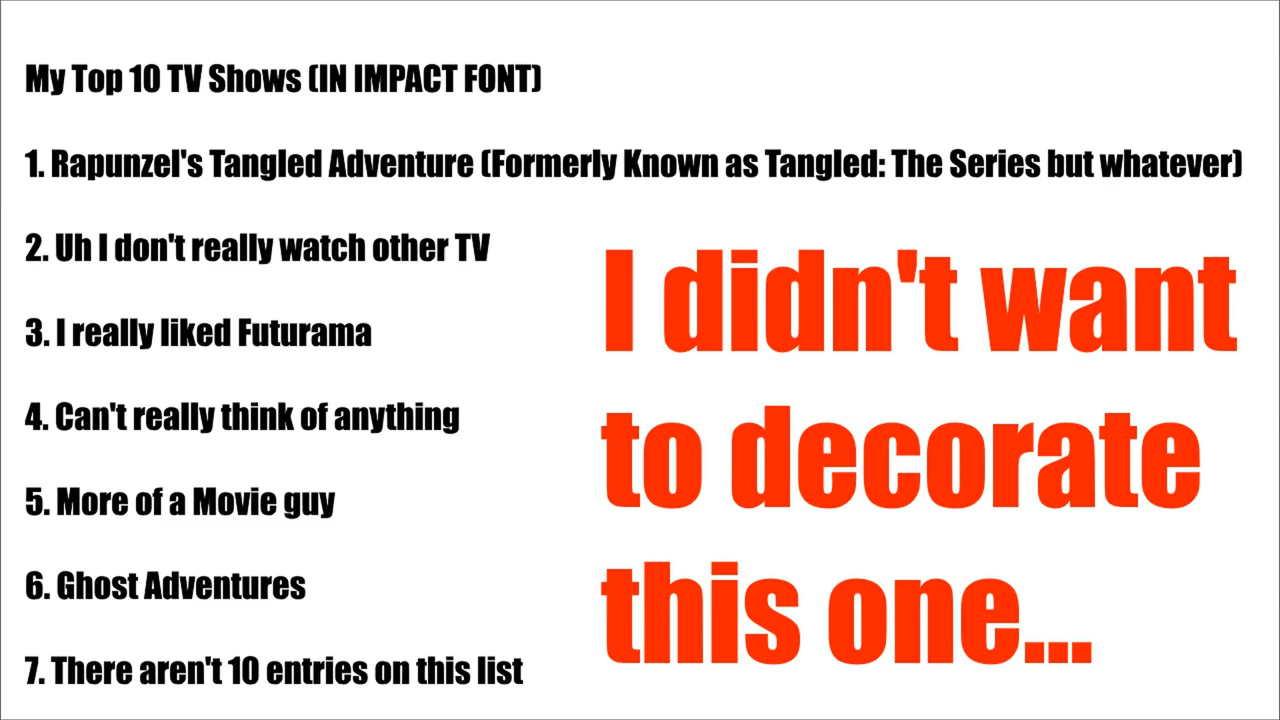 My Top 10 TV Shows (IN IMPACT FONT)
1. Rapunzel's Tangled Adventure (Formerly Known as Tangled: The Series but whatever)
2. Uh I don't really watch other TV
3. I really liked Futurama
4. Can't really think of anything
5. More of a Movie guy
6. Ghost Adventures
7. There aren't 10 entries on this list
I didn't want
to decorate
this one...